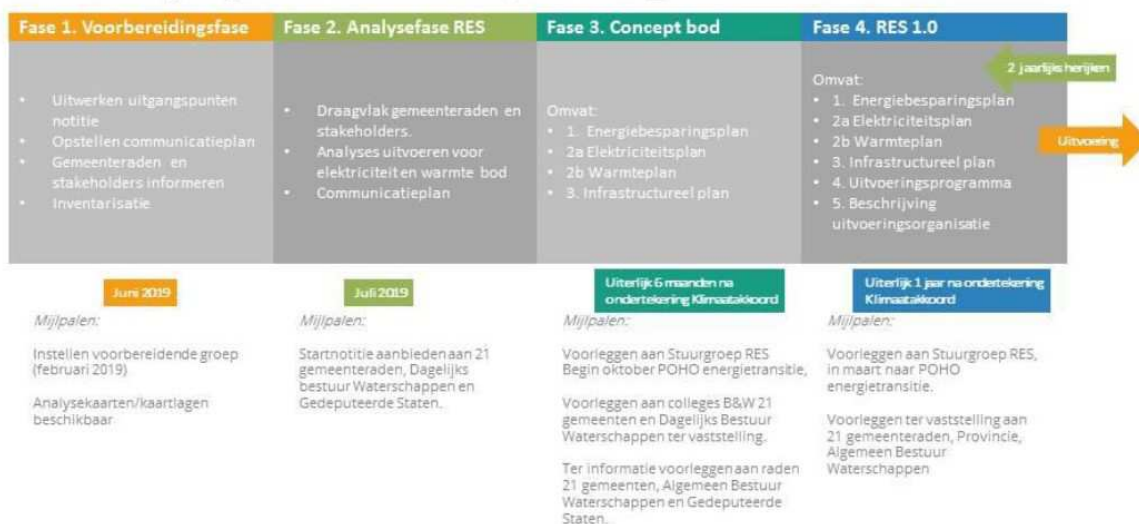 Fase 1. Voorbereidingsfase
• Uitwerken uitgangspunten
notitie
• Opstellen communicatieplan
• Gemeenteraden en
stakeholders informeren
• Inventarisatie
Juni 2019
Mijlpalen:
Instellen voorbereidende groep
(februari 2019)
Analysekaarten/kaartlagen
beschikbaar
Fase 2. Analysefase RES
• Draagvlak gemeenteraden en
stakeholders.
• Analyses uitvoeren voor
elektriciteit en warmte bod
• Communicatieplan
Juli 2019
Mijlpalen:
Startnotitie aanbieden aan 21
gemeenteraden, Dagelijks
bestuur Waterschappen en
Gedeputeerde Staten.
Fase 3. Concept bod
Omvat:
• 1. Energiebesparingsplan
• 2a Elektriciteitsplan
• 2b Warmteplan
• 3. Infrastructureel plan
Uiterlijk 6 maanden na
ondertekening Klimaatakkoord
Mijlpalen:
Voorleggen aan Stuurgroep RES
Begin oktober POHO energietransitie,
Voorleggen aan colleges B&W 21
gemeenten en Dagelijks Bestuur
Waterschappen ter vaststelling.
Ter informatie voorleggen aan raden
21 gemeenten, Algemeen Bestuur
Waterschappen en Gedeputeerde
Staten.
Fase 4. RES 1.0
2 jaarlijks herijken
Omvat:
• 1. Energiebesparingsplan
• 2a Elektriciteitsplan
• 2b Warmteplan
• 3. Infrastructureel plan
• 4. Uitvoeringsprogramma
• 5. Beschrijving
uitvoeringsorganisatie
Uitvoering
Uiterlijk 1 jaar na ondertekening
Klimaatakkoord
Mijlpalen:
Voorleggen aan Stuurgroep RES,
in maart naar POHO
energietransitie.
Voorleggen ter vaststelling aan
21 gemeenteraden, Provincie,
Algemeen Bestuur
Waterschappen